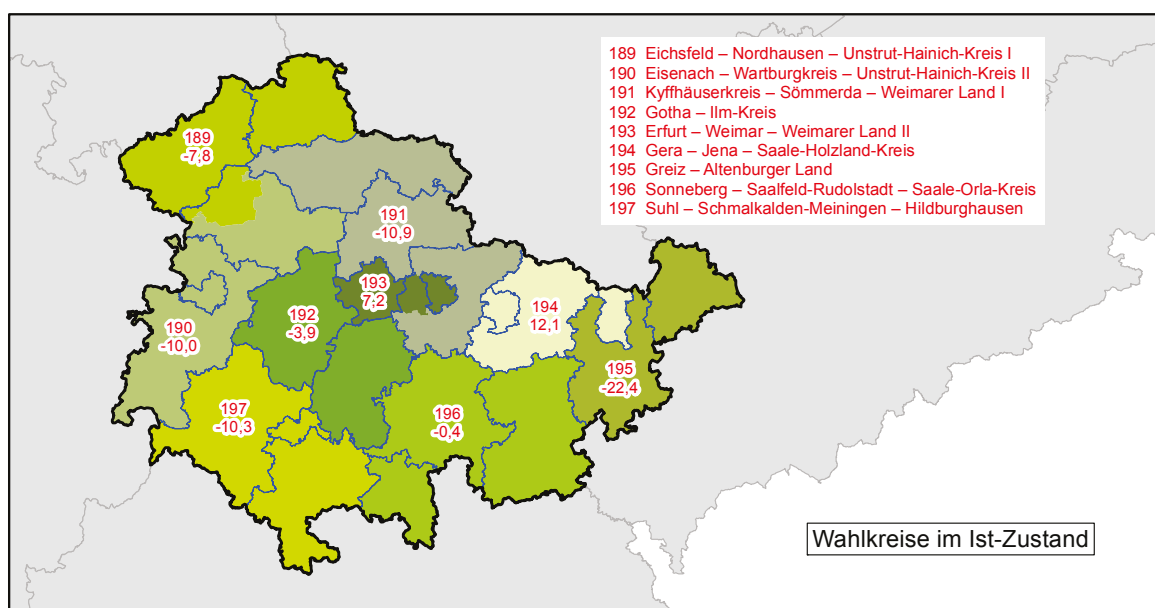 189 Eichsfeld – Nordhausen – Unstrut-Hainich-Kreis I
190 Eisenach – Wartburgkreis – Unstrut-Hainich-Kreis II
191 Kyffhäuserkreis – Sömmerda – Weimarer Land I
192 Gotha – Ilm-Kreis
193 Erfurt – Weimar – Weimarer Land II
194 Gera – Jena – Saale-Holzland-Kreis
195 Greiz – Altenburger Land
196 Sonneberg – Saalfeld-Rudolstadt – Saale-Orla-Kreis
197 Suhl – Schmalkalden-Meiningen – Hildburghausen
189
-7,8
191
-10,9
193
7,2
192
-3,9
194
12,1
190
-10,0
195
-22,4
197
-10,3
196
-0,4
Wahlkreise im Ist-Zustand